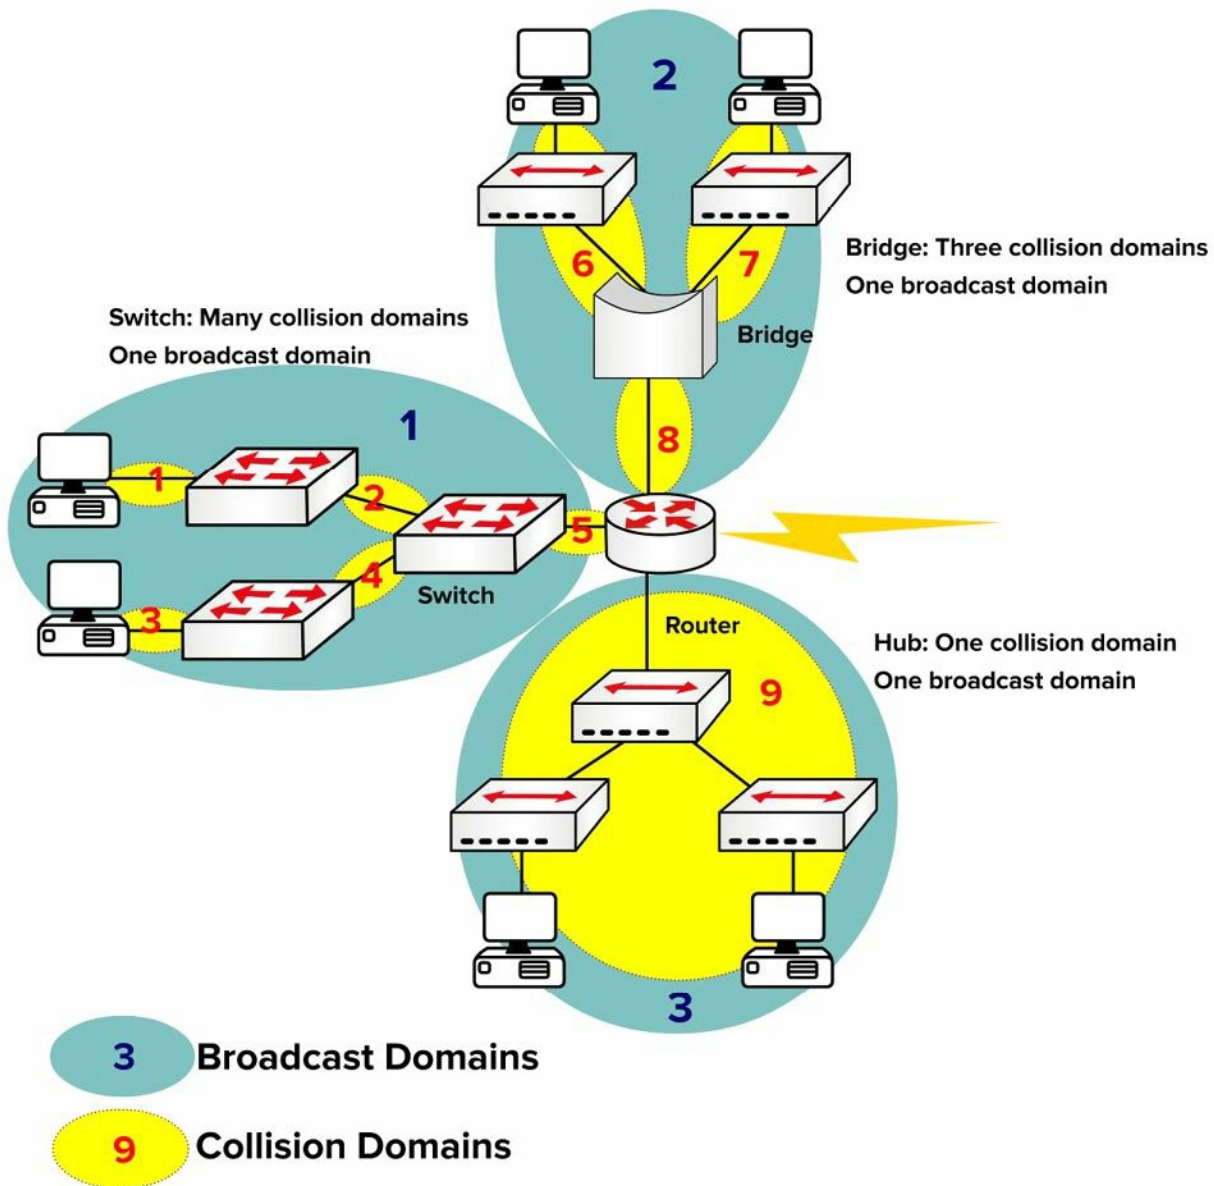 2
6
7
Bridge: Three collision domains
One broadcast domain
Bridge
Switch: Many collision domains
One broadcast domain
1
8
1
2
5
4
Switch
3
Router
Hub: One collision domain
One broadcast domain
9
3
3 Broadcast Domains
9 Collision Domains